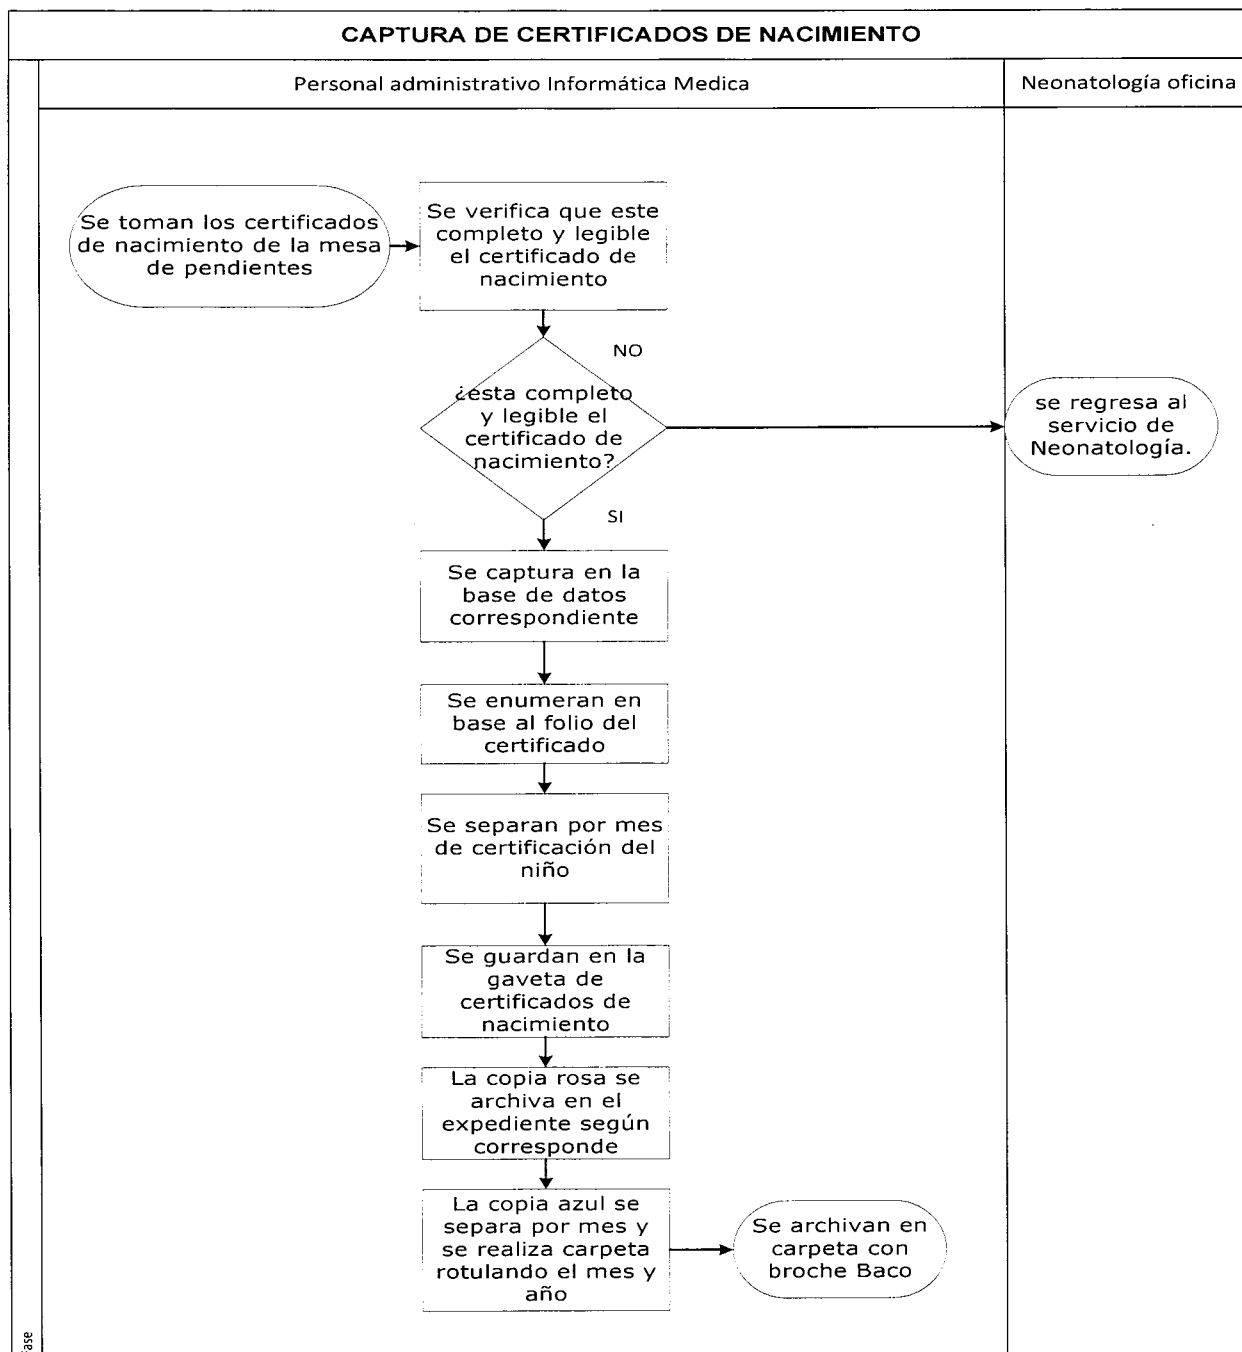 CAPTURA DE CERTIFICADOS DE NACIMIENTO
Personal administrativo Informática Medica
Neonatología oficina
Se toman los certificados
de nacimiento de la mesa
de pendientes
Se verifica que este
completo y legible
el certificado de
nacimiento
NO
¿esta completo
y legible el
certificado de
nacimiento?
se regresa al
servicio de
Neonatología.
SI
Se captura en la
base de datos
correspondiente
Se enumeran en
base al folio del
certificado
Se separan por mes
de certificación del
niño
Se guardan en la
gaveta de
certificados de
nacimiento
La copia rosa se
archiva en el
expediente según
corresponde
La copia azul se
separa por mes y
se realiza carpeta
rotulando el mes y
año
Se archivan en
carpeta con
broche Baco